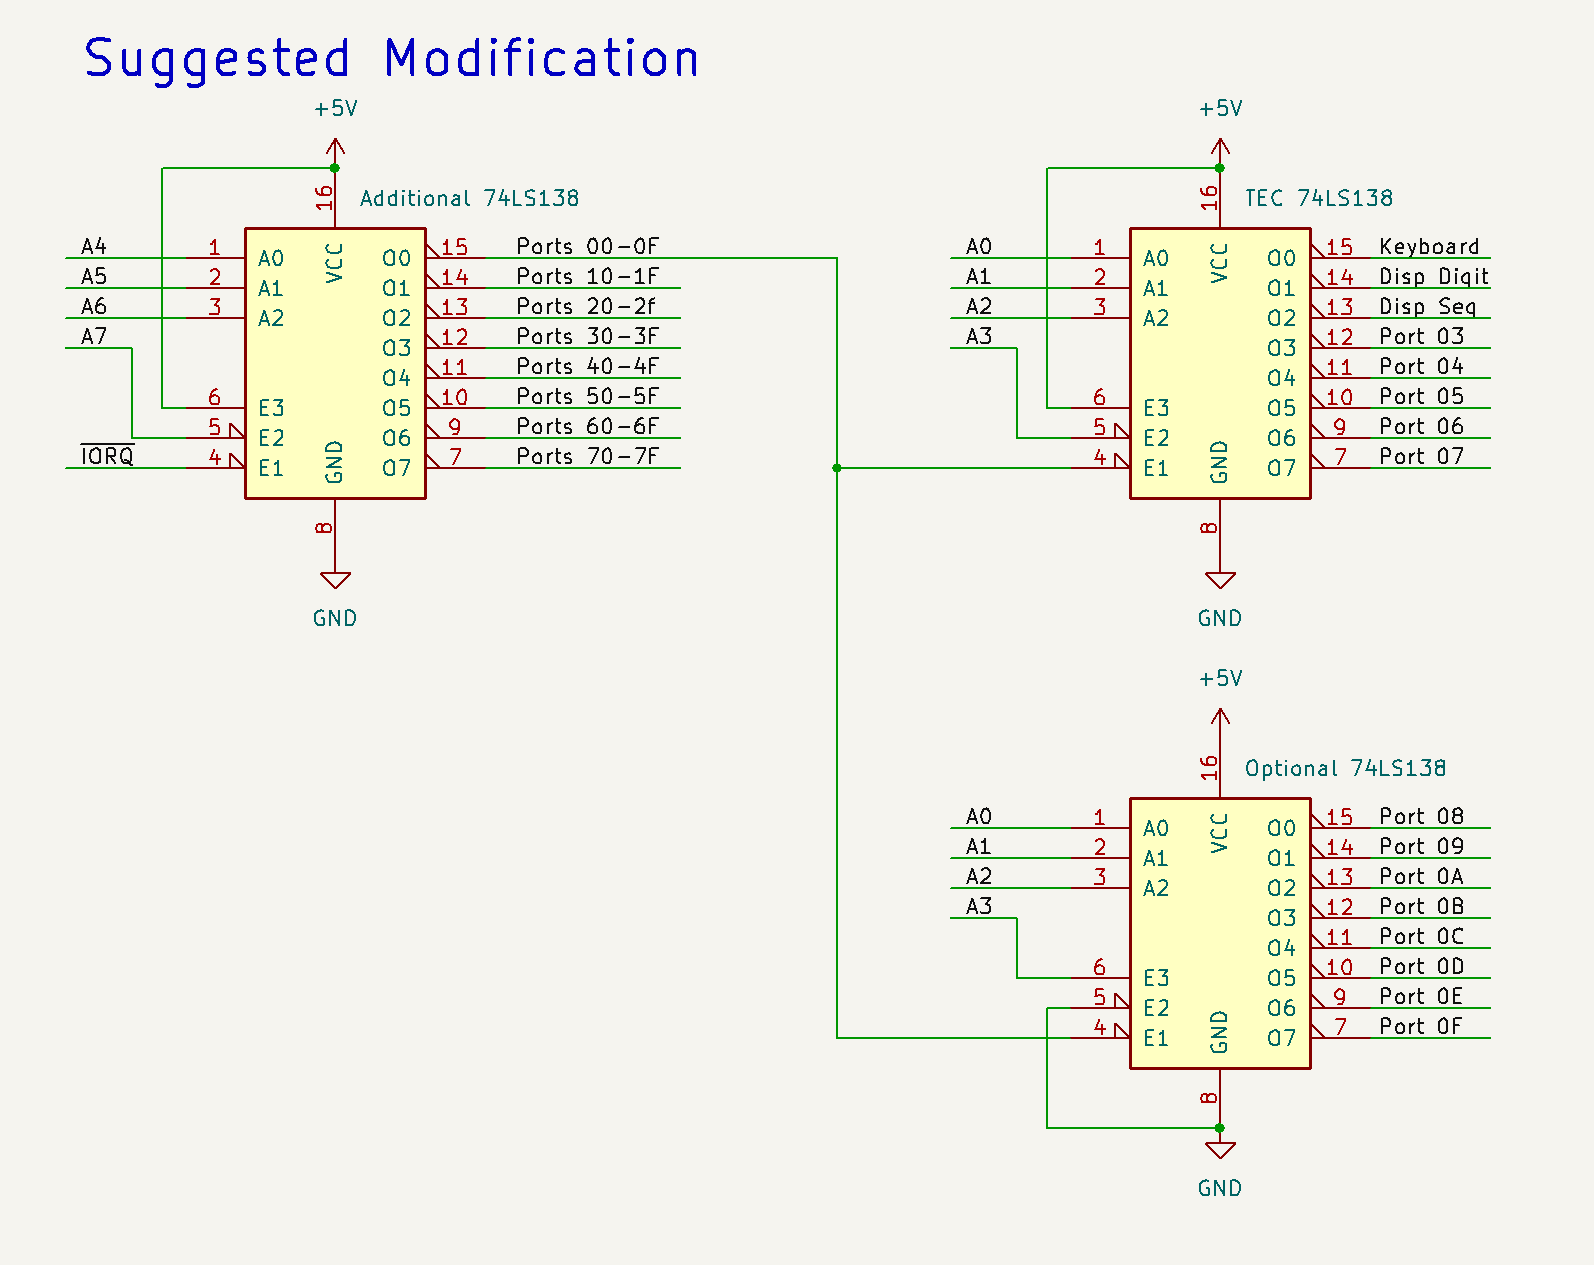 Suggested Modification
+5V
16
Additional 74LS138
A4 1 A0 VCC O0 15 Ports 00-0F
A5 2 A1 O1 14 Ports 10-1F
A6 3 A2 O2 13 Ports 20-2f
A7 O3 12 Ports 30-3F
O4 11 Ports 40-4F
6 E3 O5 10 Ports 50-5F
5 E2 GND O6 9 Ports 60-6F
IORQ 4 E1 O7 7 Ports 70-7F
8
GND
+5V
16
TEC 74LS138
A0 1 A0 VCC O0 15 Keyboard
A1 2 A1 O1 14 Disp Digit
A2 3 A2 O2 13 Disp Seg
A3 O3 12 Port 03
O4 11 Port 04
6 E3 O5 10 Port 05
5 E2 GND O6 9 Port 06
4 E1 O7 7 Port 07
8
GND
+5V
16
Optional 74LS138
A0 1 A0 VCC O0 15 Port 08
A1 2 A1 O1 14 Port 09
A2 3 A2 O2 13 Port 0A
A3 O3 12 Port 0B
O4 11 Port 0C
6 E3 O5 10 Port 0D
5 E2 GND O6 9 Port 0E
4 E1 O7 7 Port 0F
8
GND